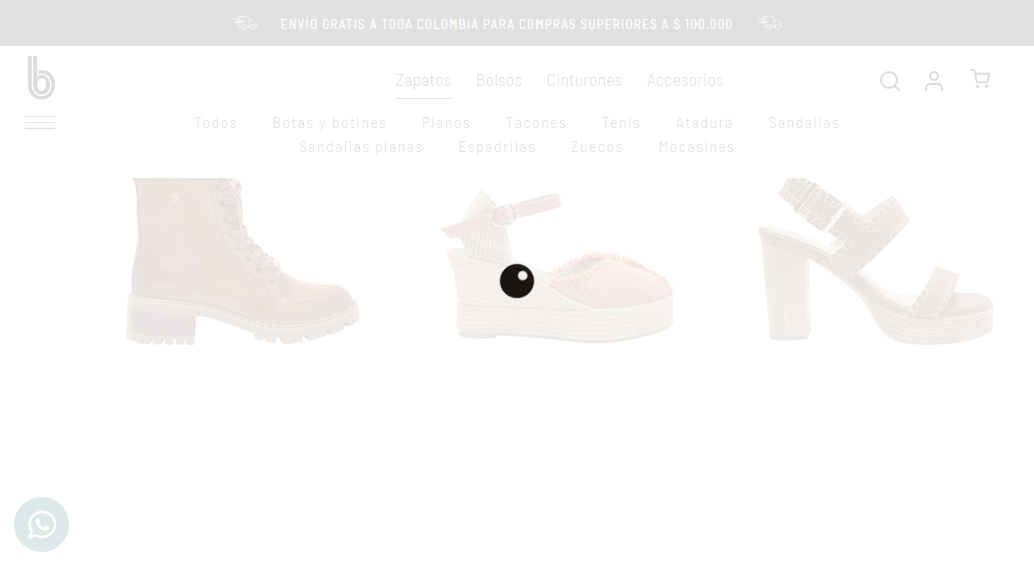 ENVÍO GRATIS A TODA COLOMBIA PARA COMPRAS SUPERIORES A $ 100.000
b
Zapatos Bolsos Cinturones Accesorios
Todos Botas y botines Planos Tacones Tenis Atadura Sandalias
Sandalias planas Espadrilas Zuecos Mocasines